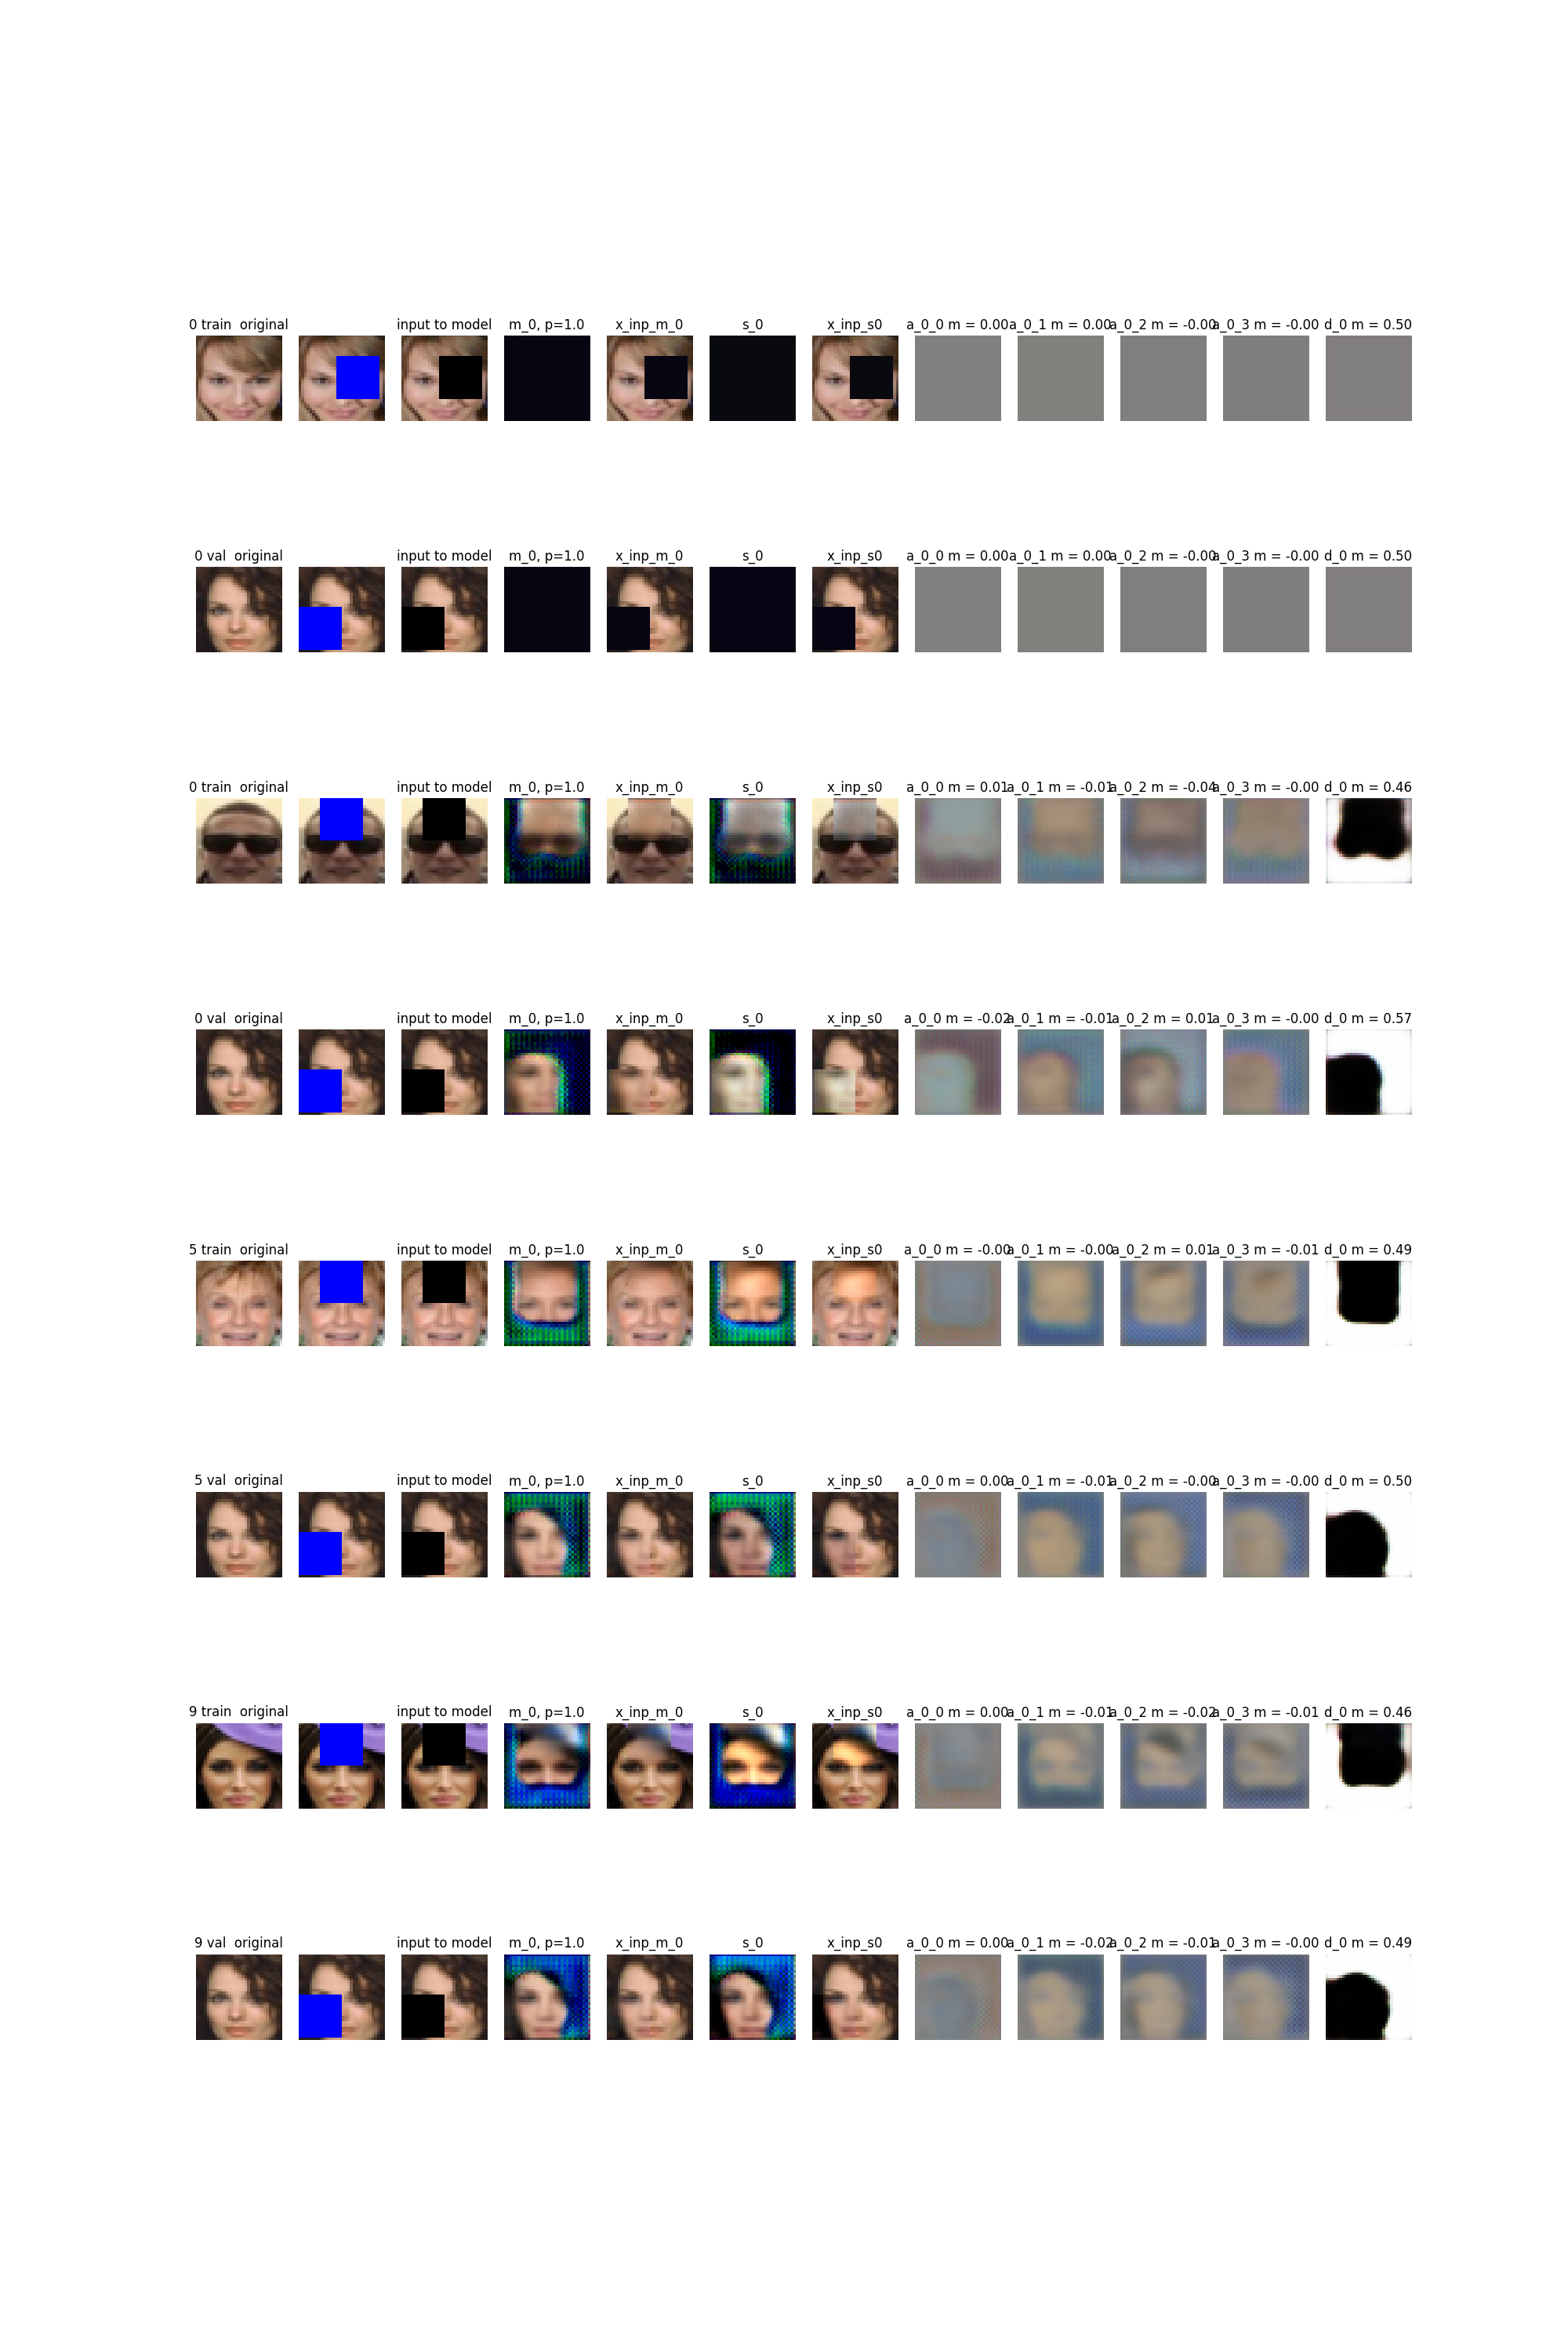 0 train original input to model m_0, p=1.0 x_inp_m_0 s_0 x_inp_s0 a_0_0 m = 0.00 a_0_1 m = 0.00 a_0_2 m = -0.00 a_0_3 m = -0.00 d_0 m = 0.50
0 val original input to model m_0, p=1.0 x_inp_m_0 s_0 x_inp_s0 a_0_0 m = 0.00 a_0_1 m = 0.00 a_0_2 m = -0.00 a_0_3 m = -0.00 d_0 m = 0.50
0 train original input to model m_0, p=1.0 x_inp_m_0 s_0 x_inp_s0 a_0_0 m = 0.01 a_0_1 m = -0.01 a_0_2 m = -0.04 a_0_3 m = -0.00 d_0 m = 0.46
0 val original input to model m_0, p=1.0 x_inp_m_0 s_0 x_inp_s0 a_0_0 m = -0.02 a_0_1 m = -0.01 a_0_2 m = 0.01 a_0_3 m = -0.00 d_0 m = 0.57
5 train original input to model m_0, p=1.0 x_inp_m_0 s_0 x_inp_s0 a_0_0 m = -0.00 a_0_1 m = -0.00 a_0_2 m = 0.01 a_0_3 m = -0.01 d_0 m = 0.49
5 val original input to model m_0, p=1.0 x_inp_m_0 s_0 x_inp_s0 a_0_0 m = 0.00 a_0_1 m = -0.01 a_0_2 m = -0.00 a_0_3 m = -0.00 d_0 m = 0.50
9 train original input to model m_0, p=1.0 x_inp_m_0 s_0 x_inp_s0 a_0_0 m = 0.00 a_0_1 m = -0.01 a_0_2 m = -0.02 a_0_3 m = -0.01 d_0 m = 0.46
9 val original input to model m_0, p=1.0 x_inp_m_0 s_0 x_inp_s0 a_0_0 m = 0.00 a_0_1 m = -0.02 a_0_2 m = -0.01 a_0_3 m = -0.00 d_0 m = 0.49